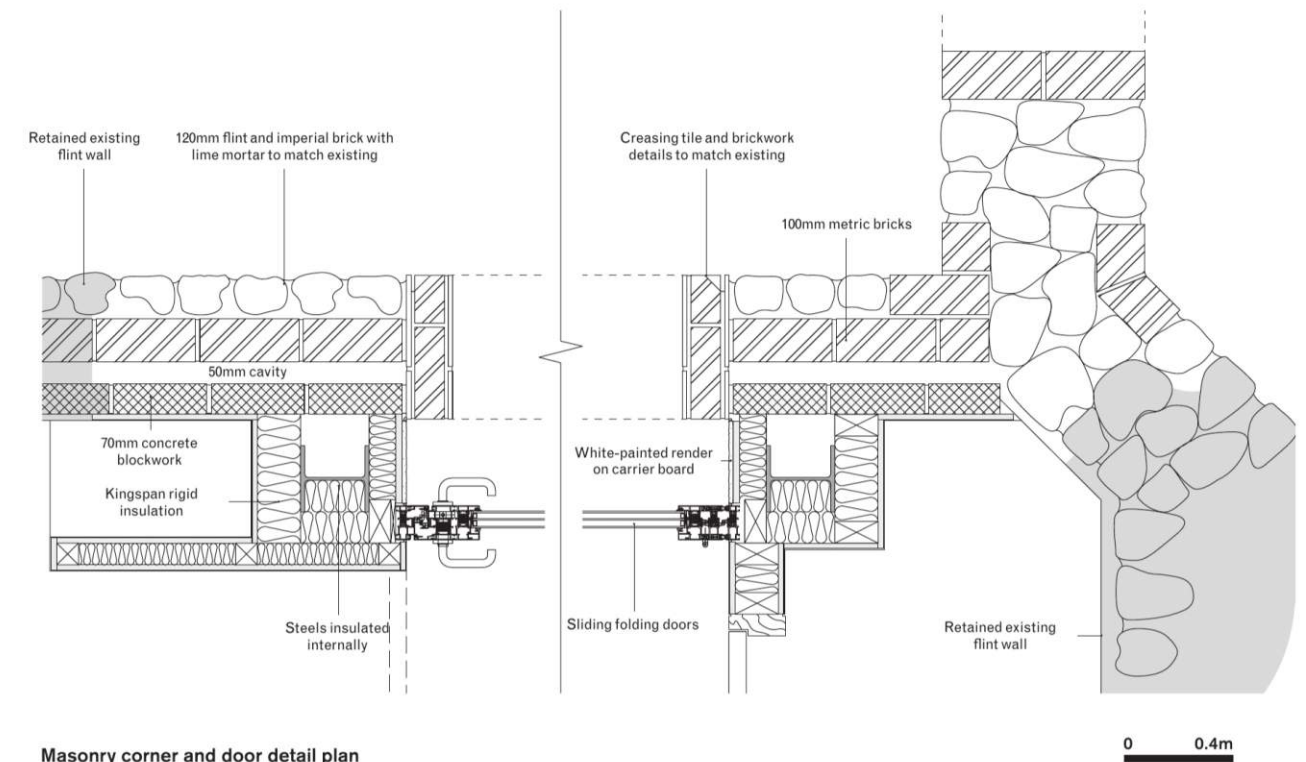 Retained existing
flint wall
120mm flint and imperial brick with
lime mortar to match existing
Creasing tile and brickwork
details to match existing
100mm metric bricks
50mm cavity
70mm concrete
blockwork
Kingspan rigid
insulation
White-painted render
on carrier board
Steels insulated
internally
Sliding folding doors
Retained existing
flint wall
Masonry corner and door detail plan
0 0.4m